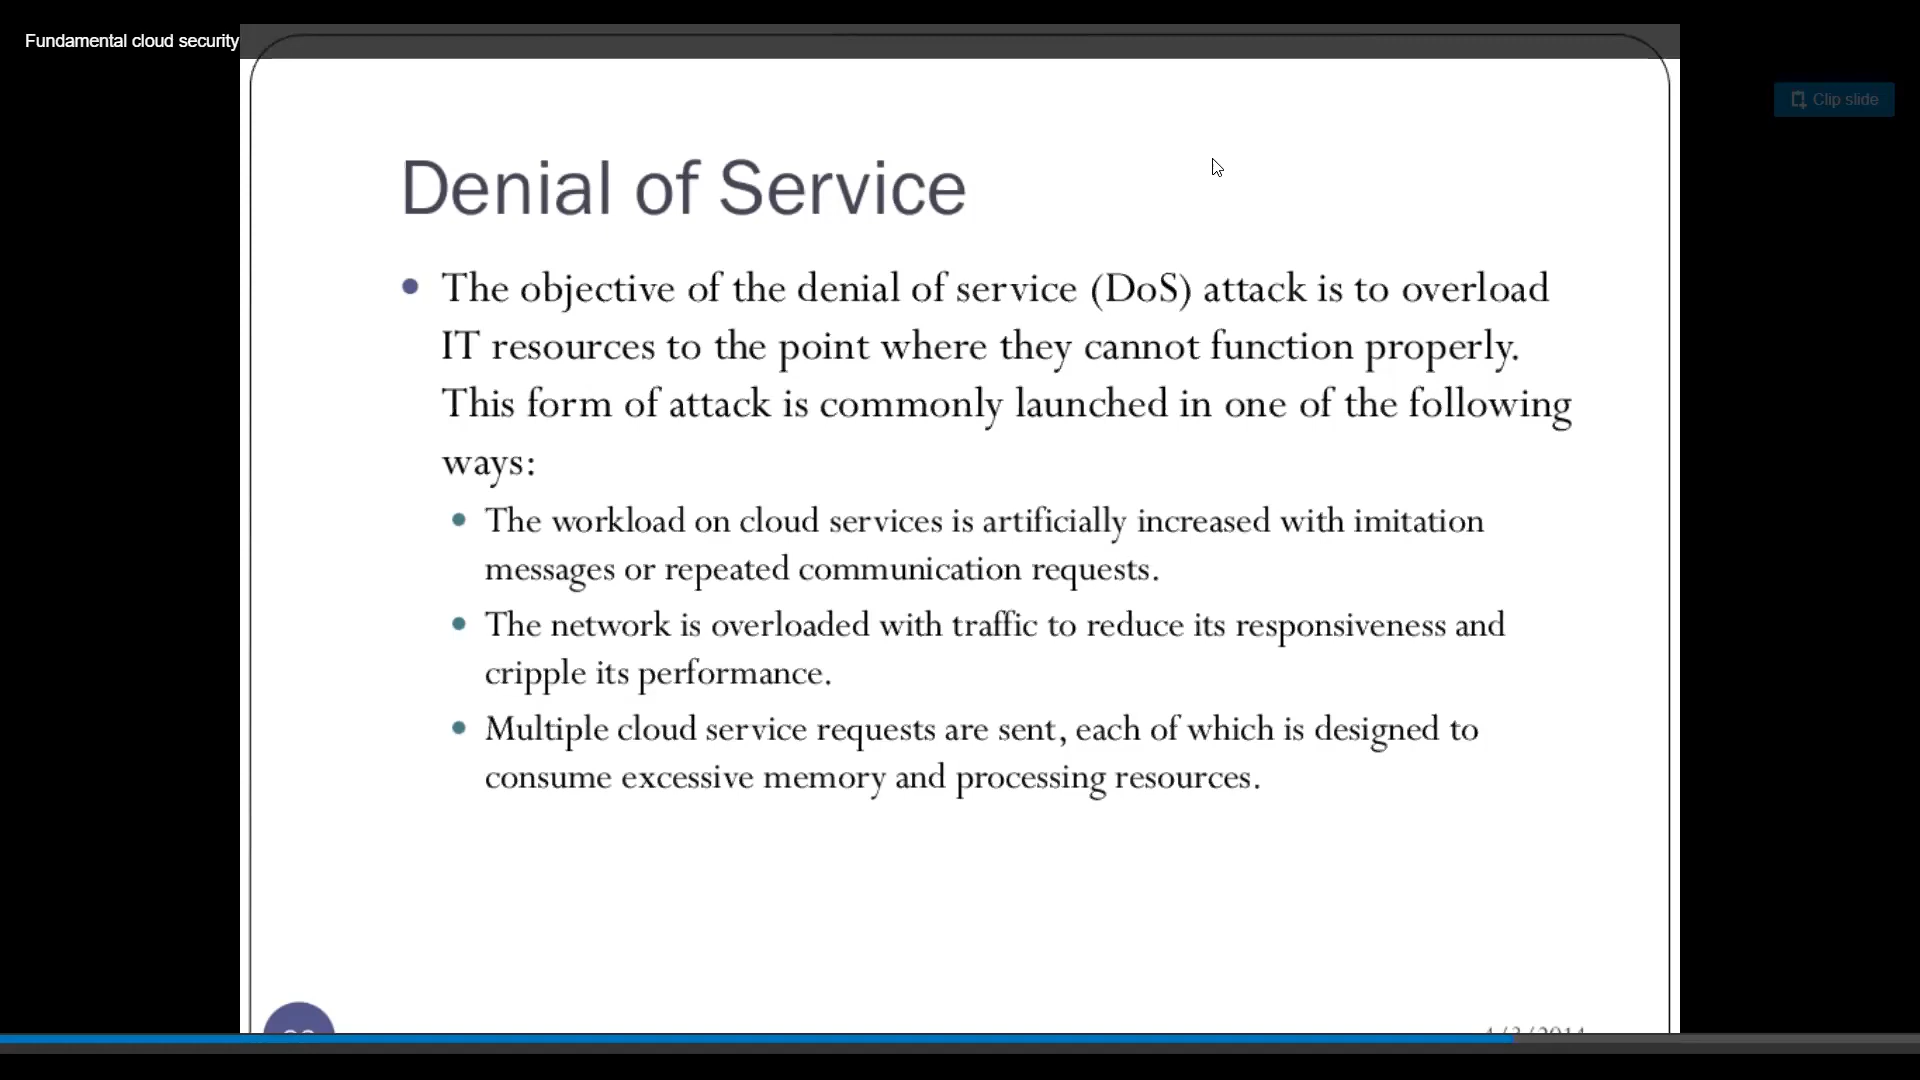 Fundamental cloud security
Clip slide
Denial of Service
The objective of the denial of service (DoS) attack is to overload
IT resources to the point where they cannot function properly.
This form of attack is commonly launched in one of the following
ways:
The workload on cloud services is artificially increased with imitation
messages or repeated communication requests.
The network is overloaded with traffic to reduce its responsiveness and
cripple its performance.
Multiple cloud service requests are sent, each of which is designed to
consume excessive memory and processing resources.
4/3/2014